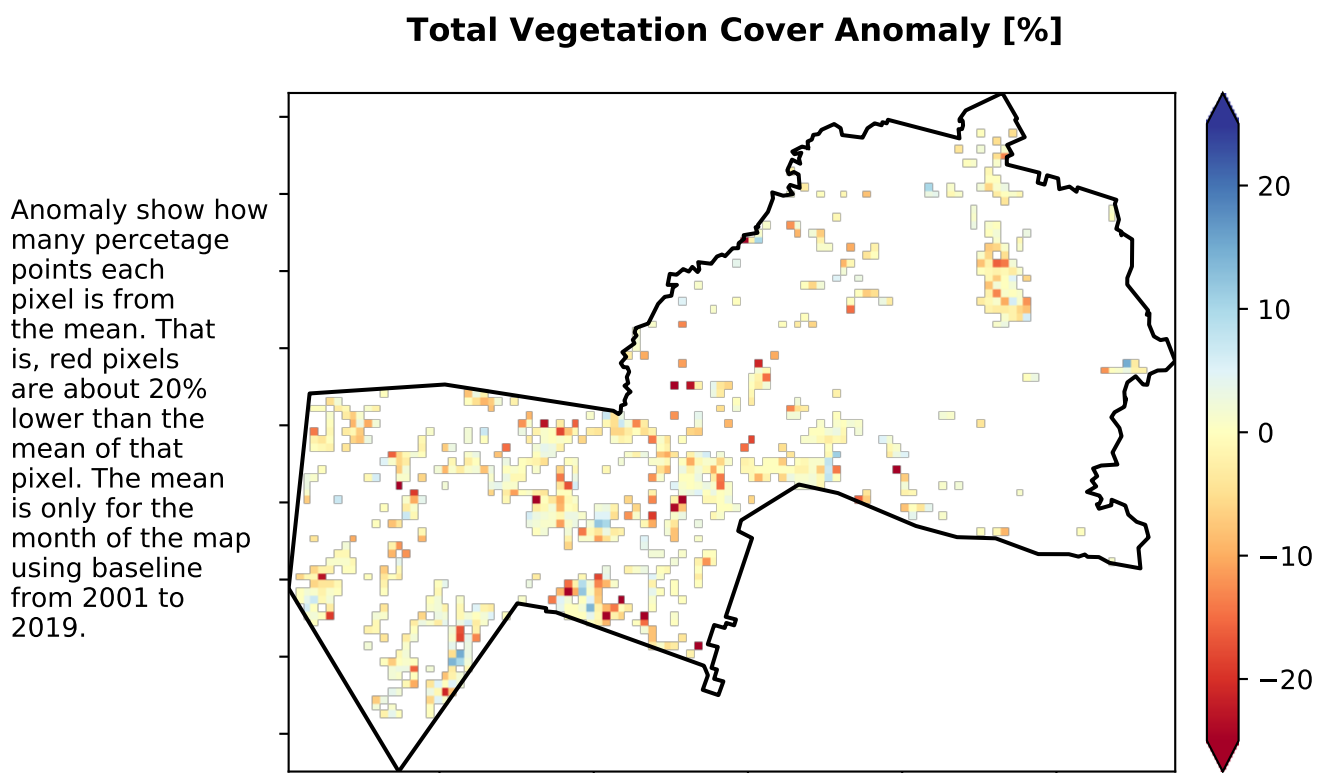 Total Vegetation Cover Anomaly [%]
Anomaly show how
many percetage
points each
pixel is from
the mean. That
is, red pixels
are about 20%
lower than the
mean of that
pixel. The mean
is only for the
month of the map
using baseline
from 2001 to
2019.
20
10
0
−10
−20